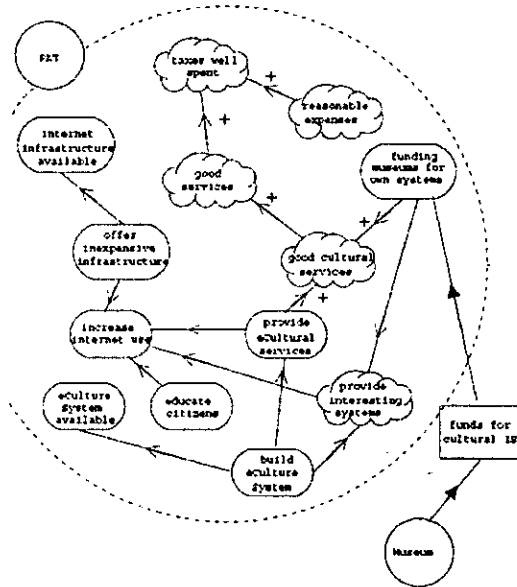 PAT
taxes well
spent
+
reasonable
expenses
+
internet
infrastructure
available
good
services
+
funding
museums for
own systems
+
offer
inexpensive
infrastructure
good cultural
services
+
increase
internet use
provide
eCultural
services
eCulture
System
available
educate
citizens
provide
interesting
systems
build
eCulture
System
funds for
cultural
Museum